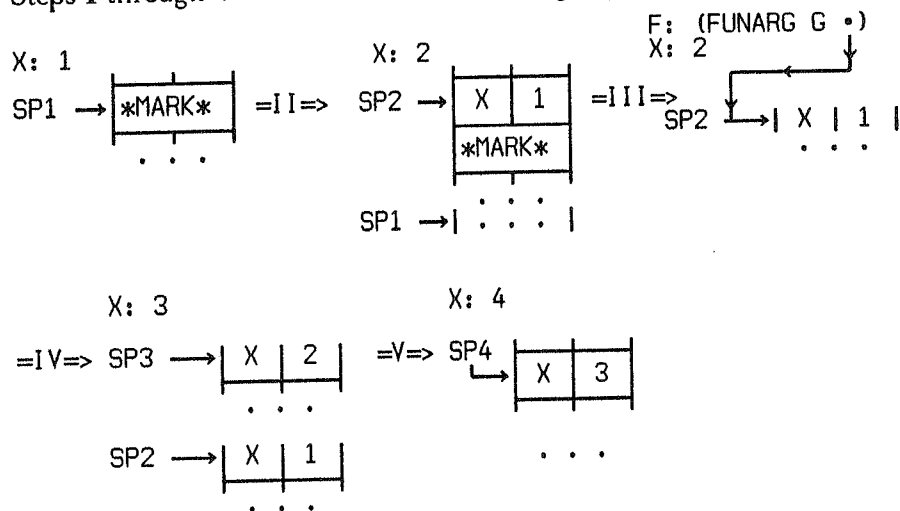 Steps 1 through
X: 1
SP1 *MARK*
. . .
=II=>
X: 2
SP2 X 1
*MARK*
. . .
SP1 . . .
=III=>
F: (FUNARG G •)
X: 2
SP2 X 1
. . .
X: 3
=IV=> SP3 X 2
. . .
SP2 X 1
. . .
=V=>
X: 4
SP4 X 3
. . .